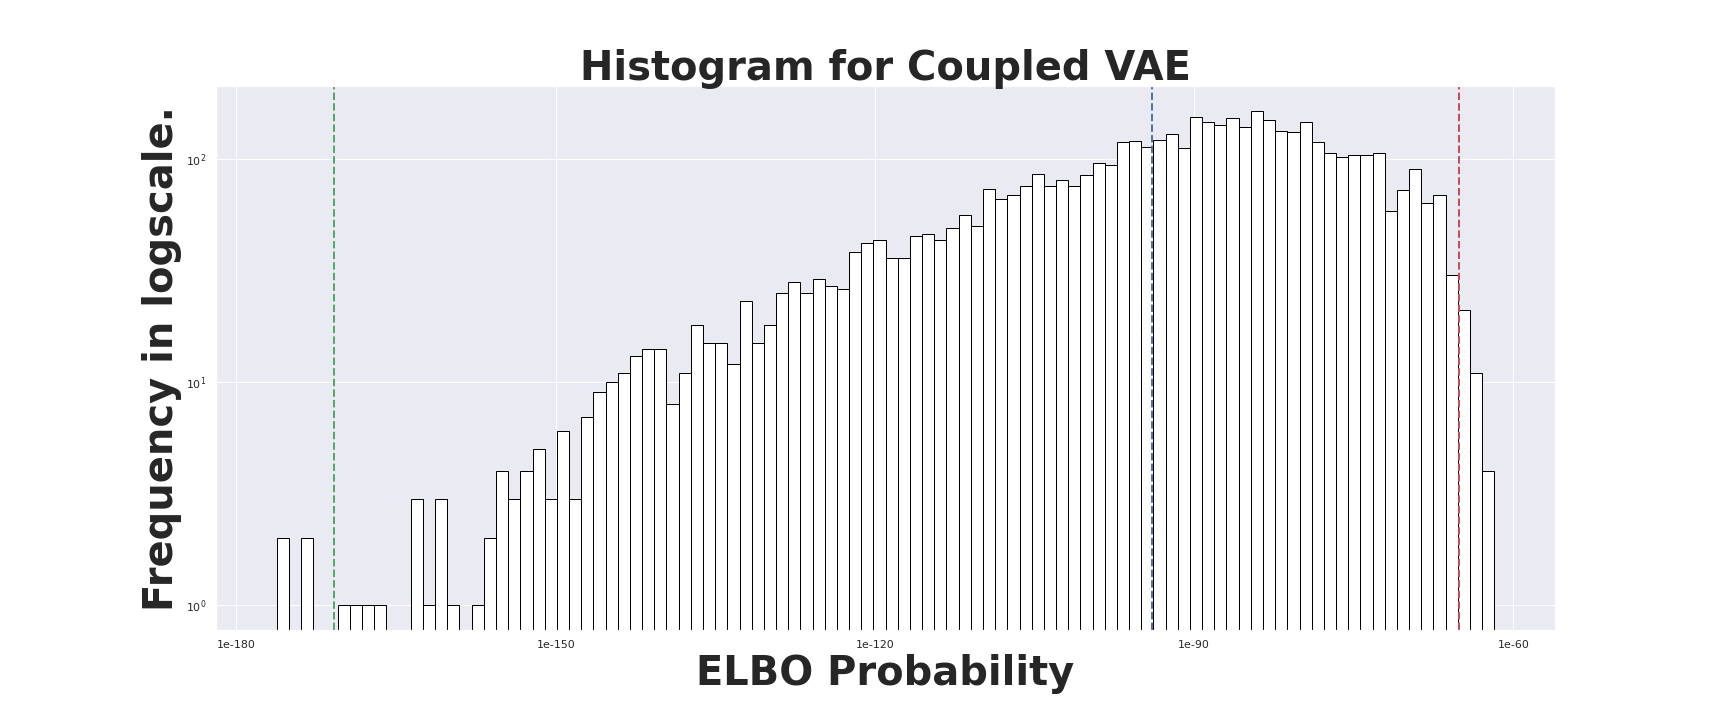 Histogram for Coupled VAE
Frequency in logscale.
10²
10¹
10⁰
1e-180 1e-150 1e-120 1e-90 1e-60
ELBO Probability